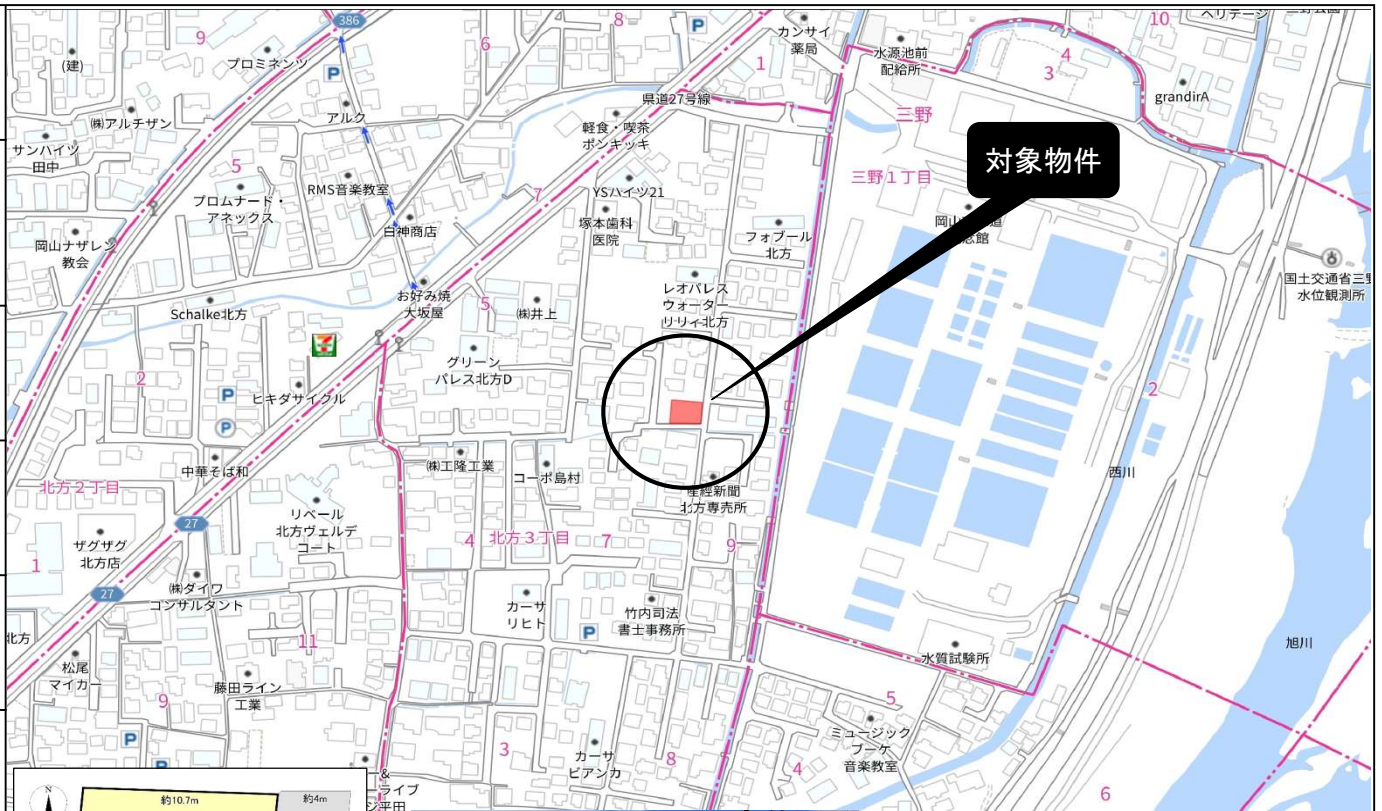 386
8
P
カンサイ
薬局
ヘリテージ
10
9
(建)
プロミネンツ
6
P
1
水源池前
配給所
4
3
grandirA
県道27号線
三野
㈱アルチザン
アルク
軽食・喫茶
ポンキッキ
サンハイツ
田中
5
対象物件
三野1丁目
RMS音楽教室
7
YSハイツ21
プロムナード・
アネックス
塚本歯科
医院
白神商店
岡山
フォブール
北方
岡山ナザレン
教会
国土交通省三野
水位観測所
レオパレス
ウォーター
リリィ北方
お好み焼
大坂屋
5
㈱井上
Schalke北方
グリーン
パレス北方D
2
2
P
ヒキダサイクル
P
中華そば和
㈱工隆工業
コーポ島村
西川
北方2丁目
産経新聞
北方専売所
リベール
北方ヴェルデ
コート
27
ザグザグ
北方店
4
北方3丁目
7
9
1
㈱ダイワ
コンサルタント
27
カーサ
リヒト
竹内司法
書士事務所
P
北方
11
旭川
松尾
マイカー
水質試験所
藤田ライン
工業
9
5
P
ミュージック
ブーケ
音楽教室
3
カーサ
ビアンカ
8
4
P
&
ライブ
ジ平田
6
N
約10.7m
約4m